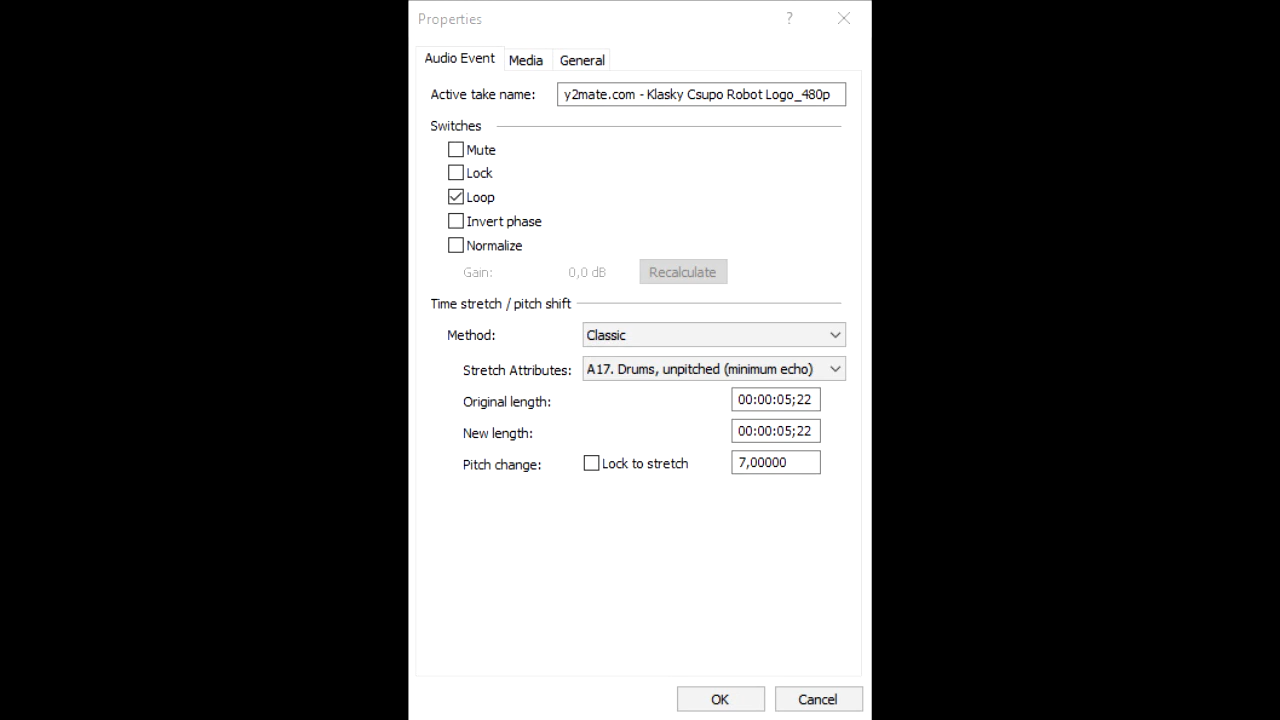 Properties ?
Audio Event Media General
Active take name: y2mate.com - Klasky Csupo Robot Logo_480p
Switches
Mute
Lock
Loop
Invert phase
Normalize
Gain: 0,0 dB Recalculate
Time stretch / pitch shift
Method: Classic
Stretch Attributes: A17. Drums, unpitched (minimum echo)
Original length: 00:00:05;22
New length: 00:00:05;22
Pitch change: Lock to stretch 7,00000
OK Cancel